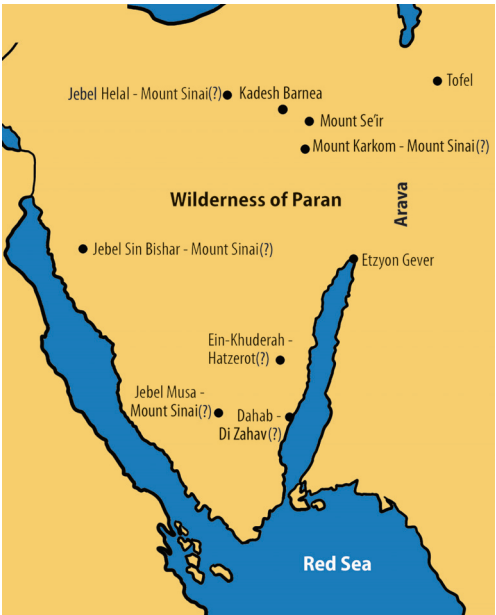 Tofel
Jebel Helal - Mount Sinai(?)
Kadesh Barnea
Mount Se'ir
Mount Karkom - Mount Sinai(?)
Wilderness of Paran
Arava
Jebel Sin Bishar - Mount Sinai(?)
Etzyon Gever
Ein-Khuderah -
Hatzerot(?)
Jebel Musa -
Mount Sinai(?)
Dahab -
Di Zahav(?)
Red Sea